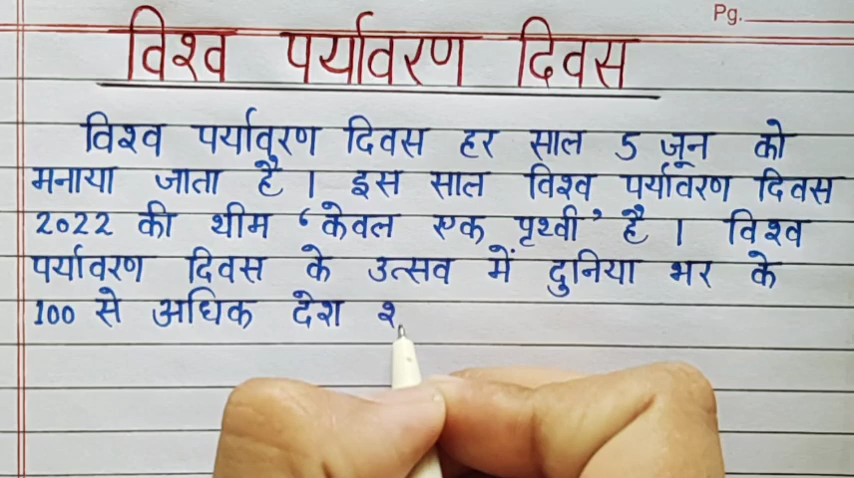 Pg.
विश्व पर्यावरण दिवस
विश्व पर्यावरण दिवस हर साल 5 जून को
मनाया जाता है । इस साल विश्व पर्यावरण दिवस
2022 की थीम ‘केवल एक पृथ्वी’ है । विश्व
पर्यावरण दिवस के उत्सव में दुनिया भर के
100 से अधिक देश